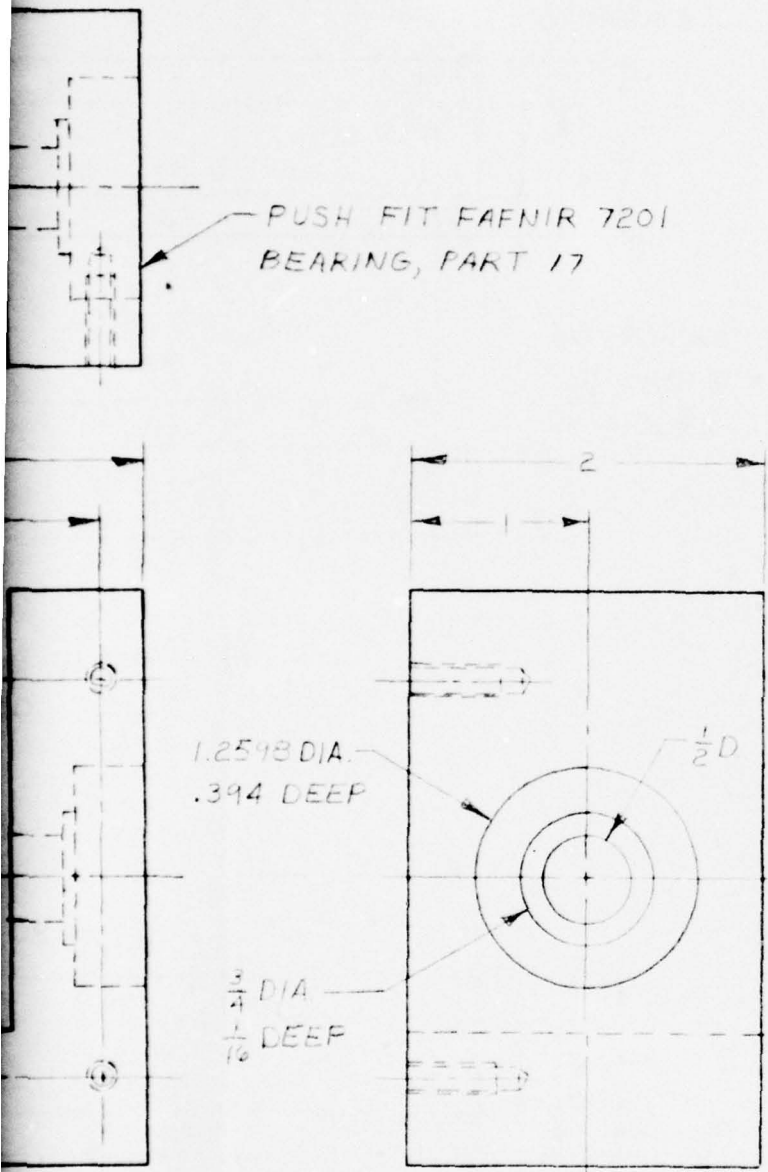 PUSH FIT FAFNIR 7201
BEARING, PART 17
2
1
1.2598 DIA.
.394 DEEP
1/2 D
3/4 DIA
1/16 DEEP